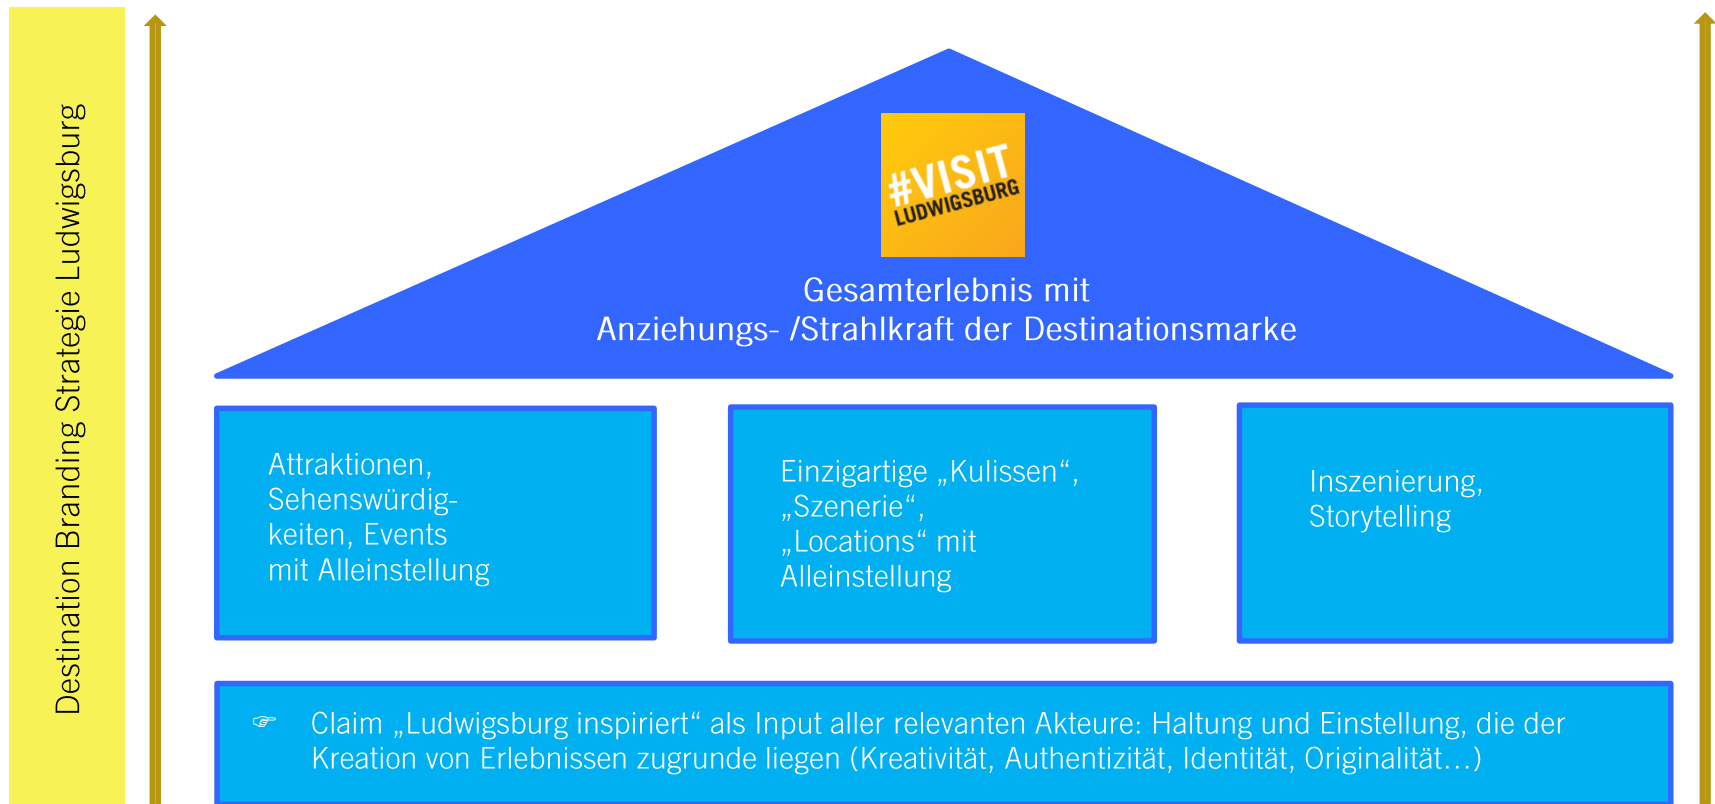 Destination Branding Strategie Ludwigsburg
#VISIT
LUDWIGSBURG
Gesamterlebnis mit
Anziehungs- /Strahlkraft der Destinationsmarke
Attraktionen,
Sehenswürdig-
keiten, Events
mit Alleinstellung
Einzigartige „Kulissen“,
„Szenerie“,
„Locations“ mit
Alleinstellung
Inszenierung,
Storytelling
☞ Claim „Ludwigsburg inspiriert“ als Input aller relevanten Akteure: Haltung und Einstellung, die der
Kreation von Erlebnissen zugrunde liegen (Kreativität, Authentizität, Identität, Originalität…)